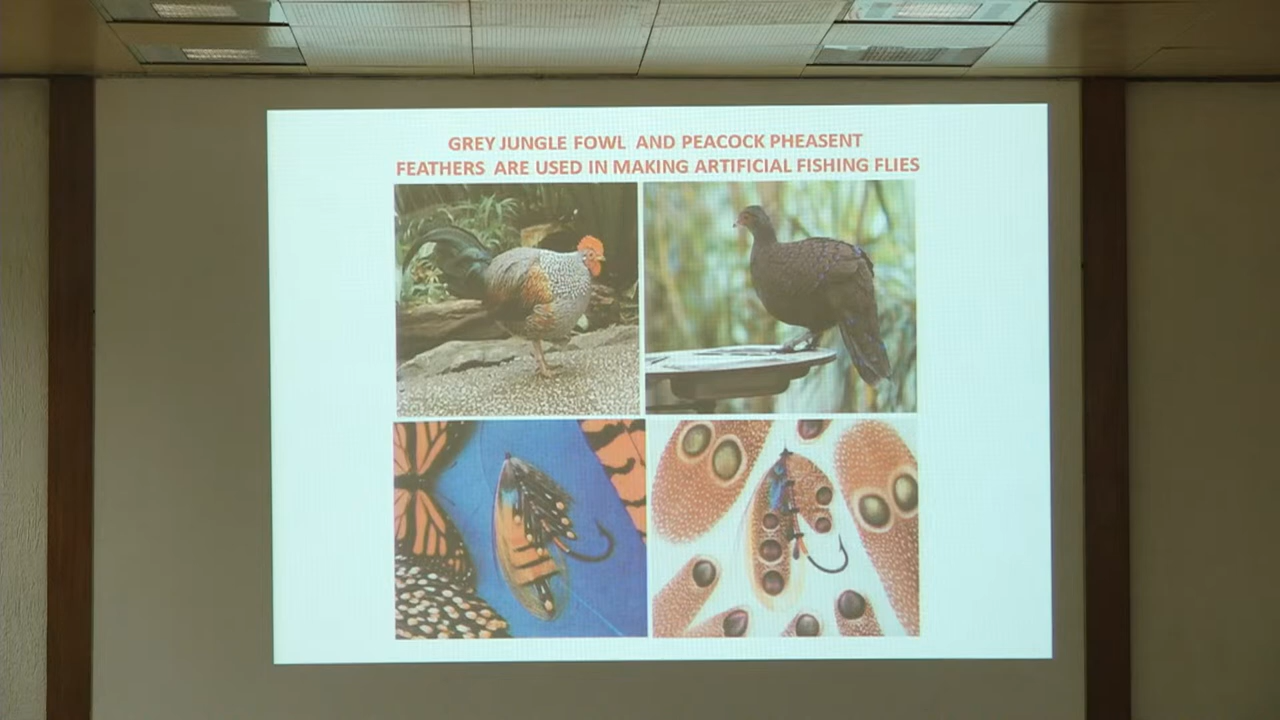 GREY JUNGLE FOWL AND PEACOCK PHEASENT
FEATHERS ARE USED IN MAKING ARTIFICIAL FISHING FLIES